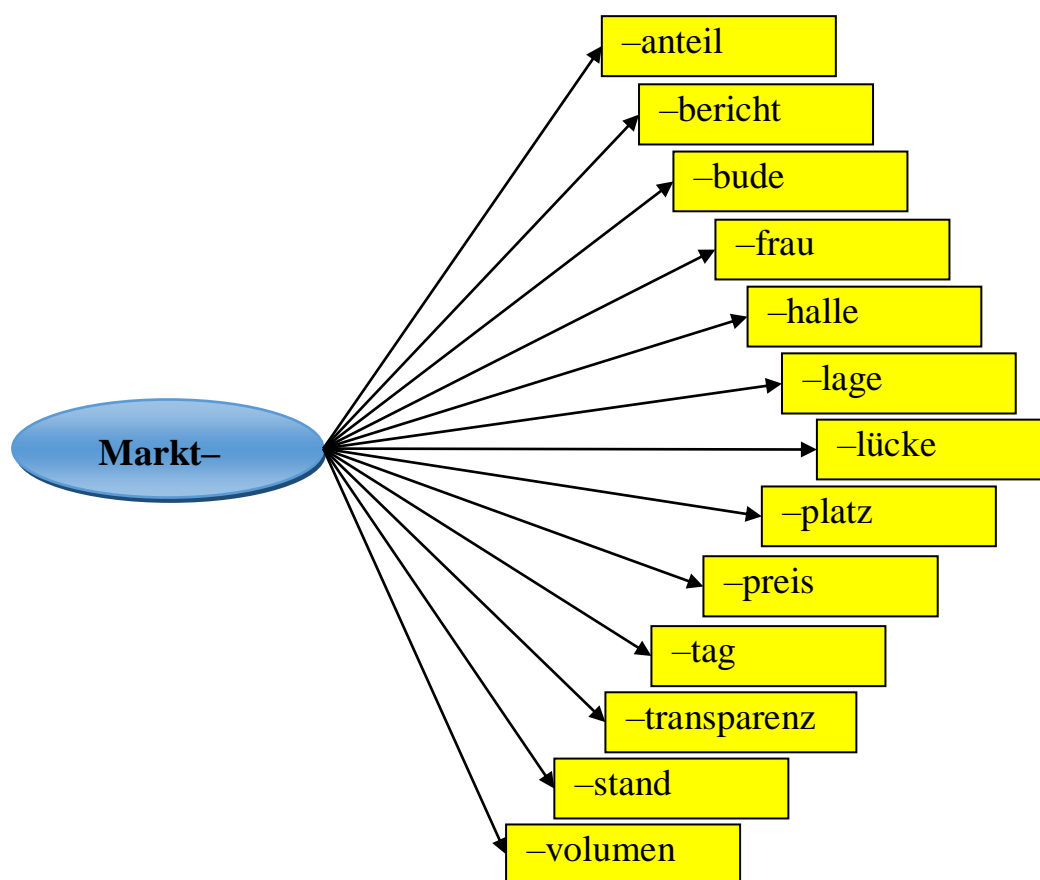 –anteil
–bericht
–bude
–frau
–halle
–lage
Markt–
–lücke
–platz
–preis
–tag
–transparenz
–stand
–volumen